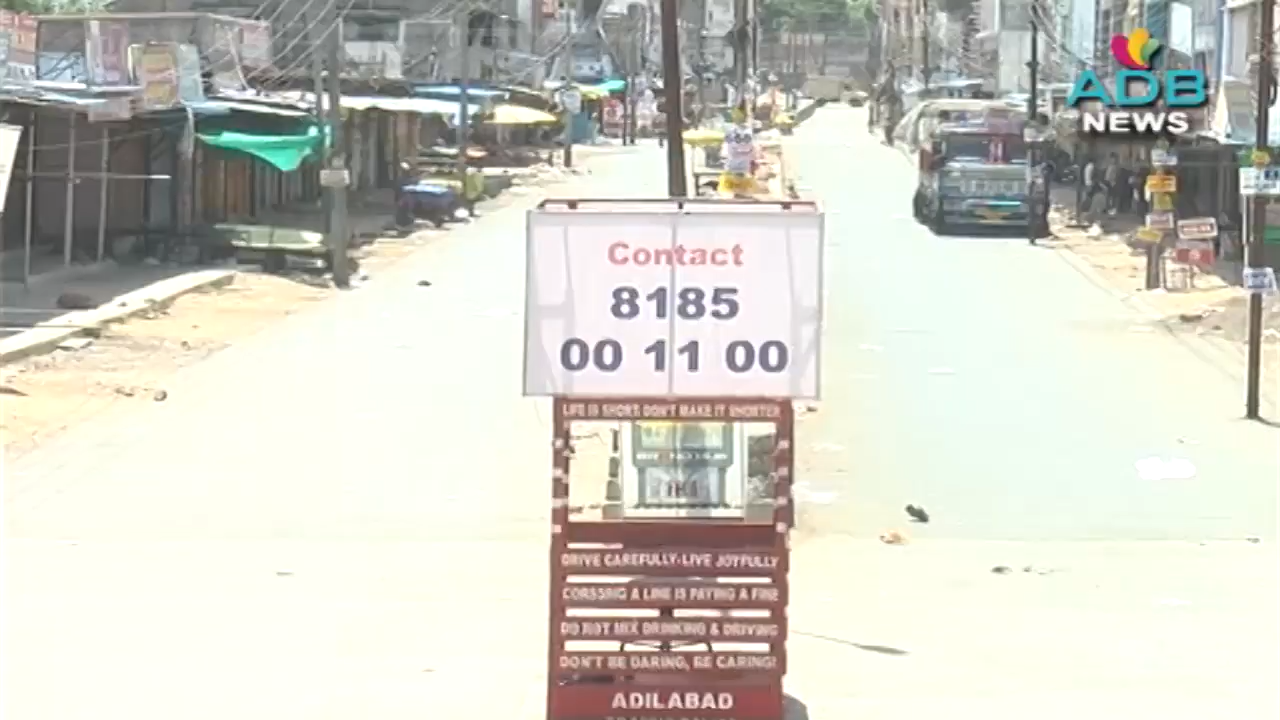 ADB
NEWS
Contact
8185
00 11 00
LIFE IS SHORT, DON'T MAKE IT SHORTER
DRIVE CAREFULLY-LIVE JOYFULLY
CORSSING A LINE IS PAYING A FINE
DO NOT MIX DRINKING & DRIVING
DON'T BE DARING, BE CARING!
ADILABAD